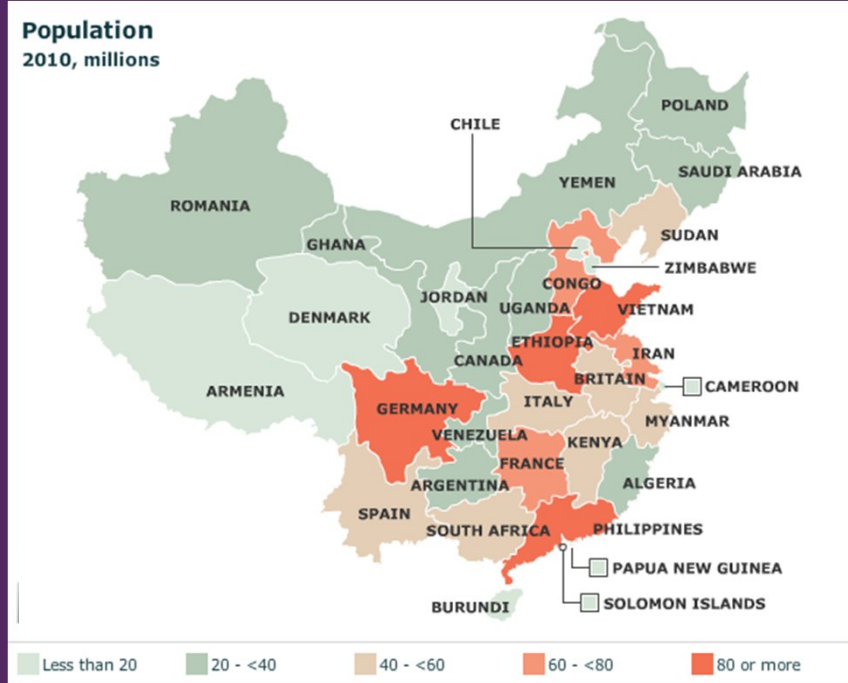 Population
2010, millions
POLAND
CHILE
SAUDI ARABIA
YEMEN
ROMANIA
SUDAN
GHANA
ZIMBABWE
CONGO
JORDAN
UGANDA
VIETNAM
DENMARK
ETHIOPIA
IRAN
CANADA
BRITAIN
CAMEROON
ARMENIA
ITALY
GERMANY
MYANMAR
VENEZUELA
KENYA
FRANCE
ARGENTINA
ALGERIA
SPAIN
SOUTH AFRICA
PHILIPPINES
PAPUA NEW GUINEA
BURUNDI
SOLOMON ISLANDS
Less than 20
20 - <40
40 - <60
60 - <80
80 or more